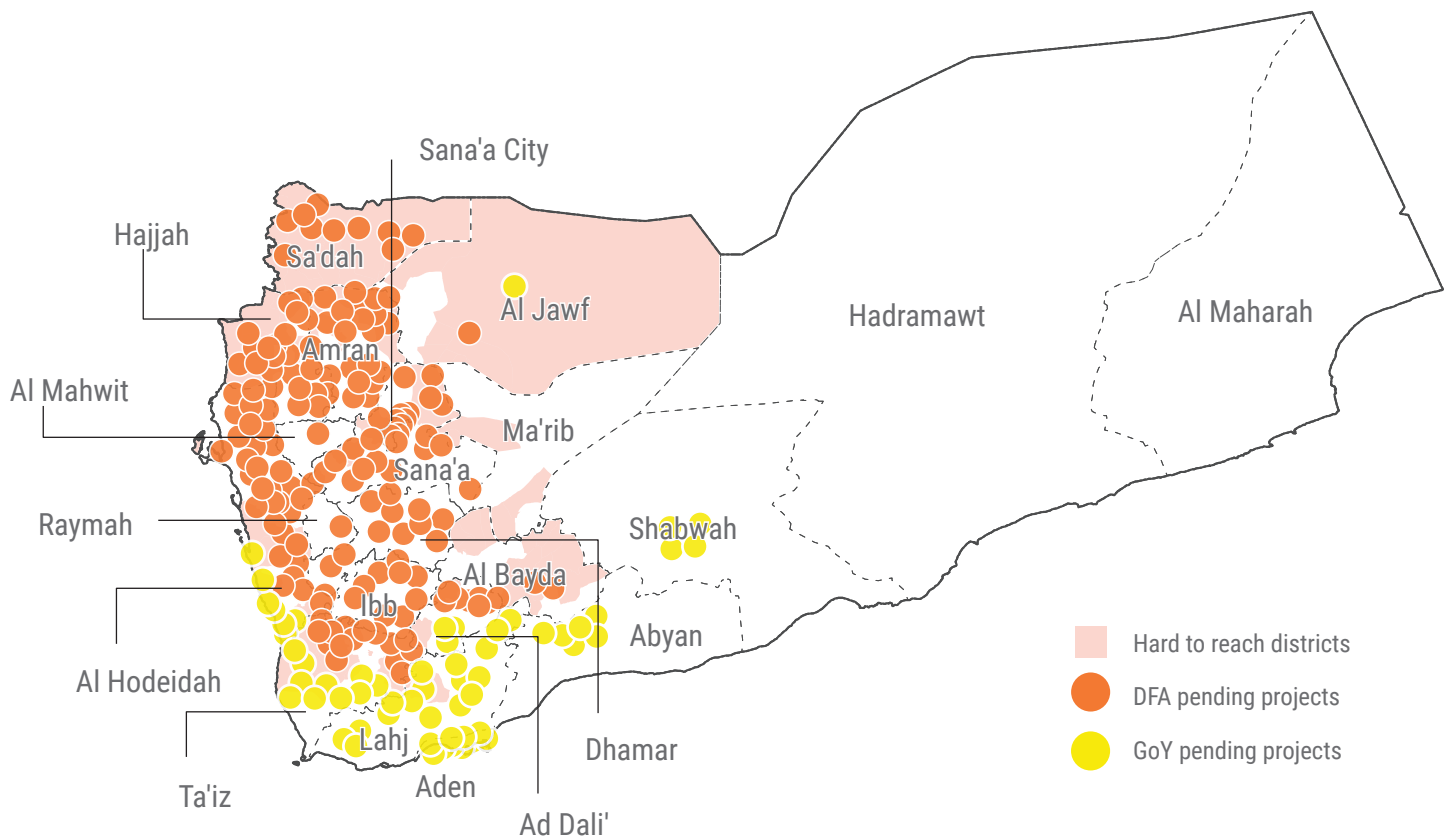 Sana'a City
Hajjah
Sa'dah
Al Jawf
Hadramawt
Al Maharah
Amran
Al Mahwit
Ma'rib
Sana'a
Raymah
Shabwah
Al Bayda
Ibb
Abyan
Hard to reach districts
Al Hodeidah
DFA pending projects
Lahj
Dhamar
GoY pending projects
Ta'iz
Aden
Ad Dali'